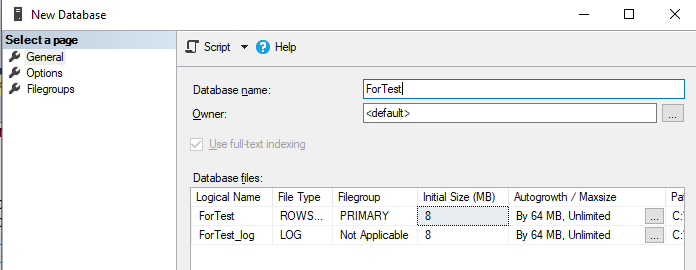 New Database
Select a page
General
Options
Filegroups
Script
Help
Database name:
ForTest
Owner:
<default>
...
Use full-text indexing
Database files:
Logical Name File Type Filegroup Initial Size (MB) Autogrowth / Maxsize
ForTest ROWS... PRIMARY 8 By 64 MB, Unlimited ... C:
ForTest_log LOG Not Applicable 8 By 64 MB, Unlimited ... C: